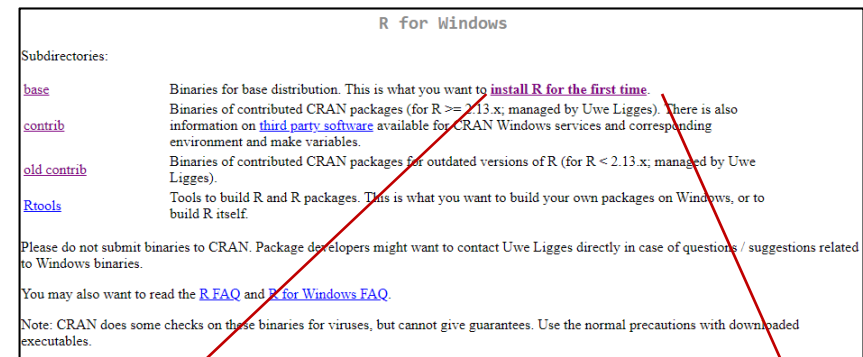 R for Windows
Subdirectories:
base Binaries for base distribution. This is what you want to install R for the first time.
Binaries of contributed CRAN packages (for R >= 2.13.x; managed by Uwe Ligges). There is also
contrib information on third party software available for CRAN Windows services and corresponding
environment and make variables.
old contrib Binaries of contributed CRAN packages for outdated versions of R (for R < 2.13.x; managed by Uwe
Ligges).
Rtools Tools to build R and R packages. This is what you want to build your own packages on Windows, or to
build R itself.
Please do not submit binaries to CRAN. Package developers might want to contact Uwe Ligges directly in case of questions / suggestions related
to Windows binaries.
You may also want to read the R FAQ and R for Windows FAQ.
Note: CRAN does some checks on these binaries for viruses, but cannot give guarantees. Use the normal precautions with downloaded
executables.